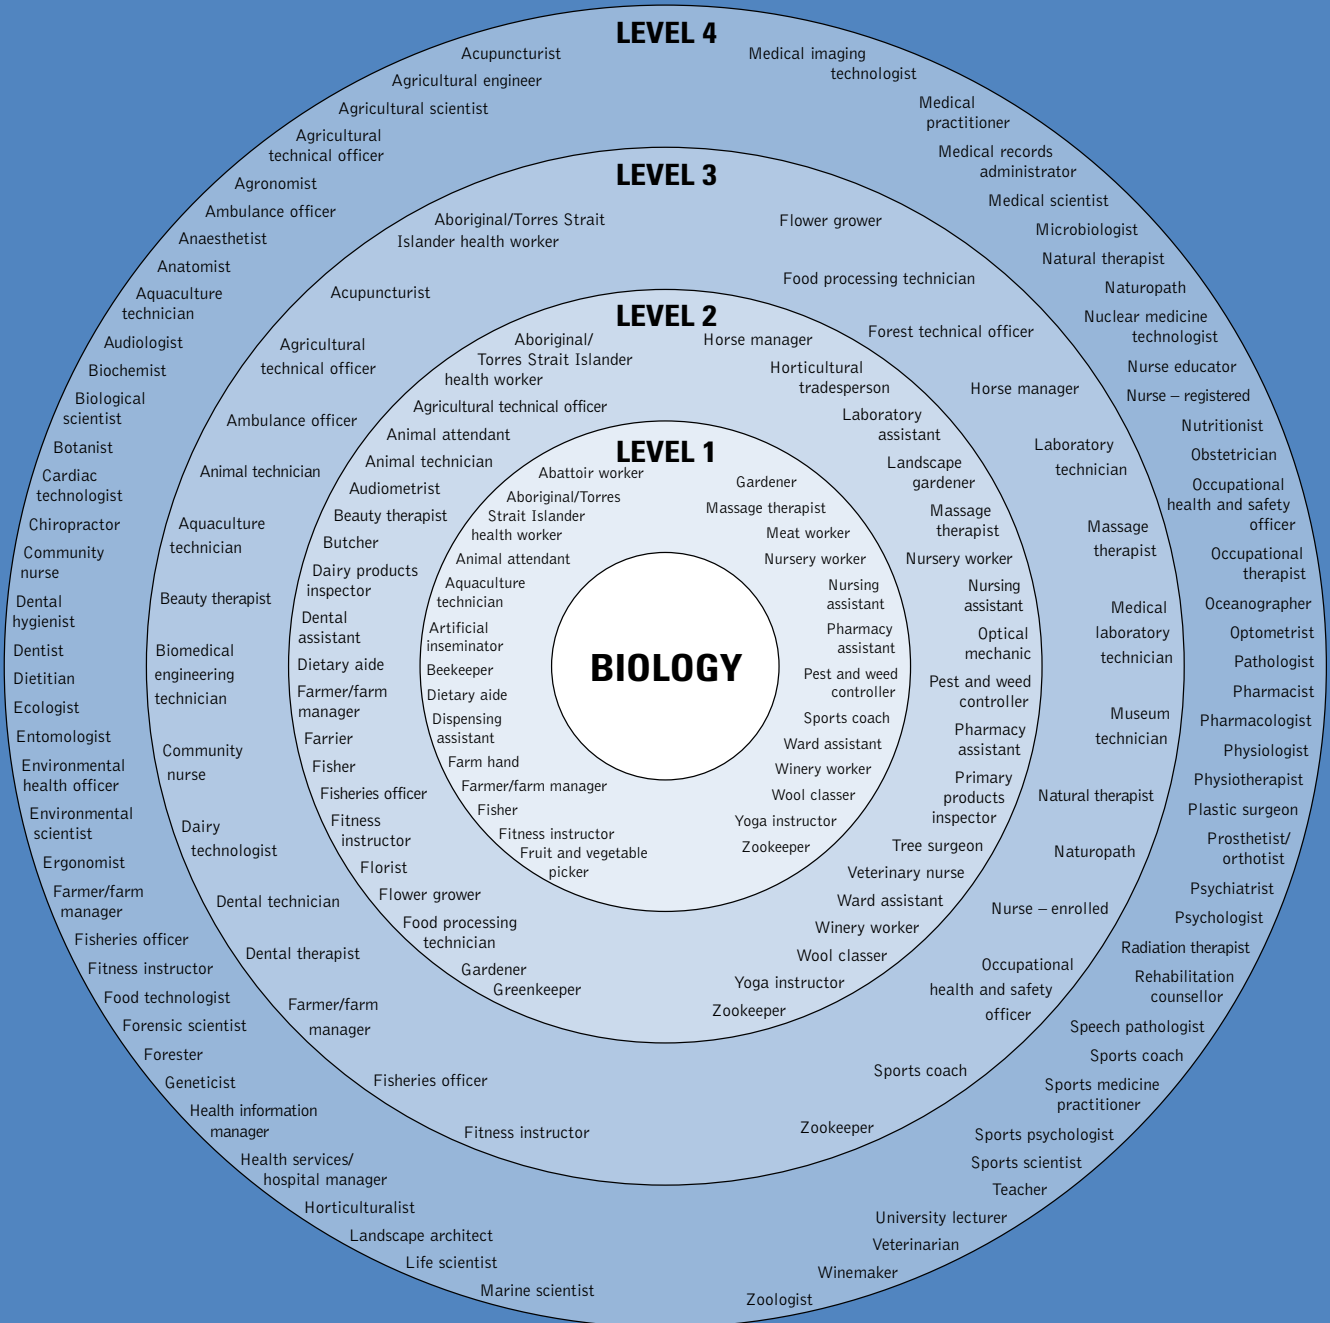 LEVEL 4
Acupuncturist
Agricultural engineer
Agricultural scientist
Agricultural
technical officer
Agronomist
Ambulance officer
Anaesthetist
Anatomist
Aquaculture
technician
Audiologist
Biochemist
Biological
scientist
Botanist
Cardiac
technologist
Chiropractor
Community
nurse
Dental
hygienist
Dentist
Dietitian
Ecologist
Entomologist
Environmental
health officer
Environmental
scientist
Ergonomist
Farmer/farm
manager
Fisheries officer
Fitness instructor
Food technologist
Forensic scientist
Forester
Geneticist
Health information
manager
Health services/
hospital manager
Horticulturalist
Landscape architect
Life scientist
Marine scientist
Medical imaging
technologist
Medical
practitioner
Medical records
administrator
Medical scientist
Microbiologist
Natural therapist
Naturopath
Nuclear medicine
technologist
Nurse educator
Nurse – registered
Nutritionist
Obstetrician
Occupational
health and safety
officer
Occupational
therapist
Oceanographer
Optometrist
Pathologist
Pharmacist
Pharmacologist
Physiologist
Physiotherapist
Plastic surgeon
Prosthetist/
orthotist
Psychiatrist
Psychologist
Radiation therapist
Rehabilitation
counsellor
Speech pathologist
Sports coach
Sports medicine
practitioner
Sports psychologist
Sports scientist
Teacher
University lecturer
Veterinarian
Winemaker
Zoologist
LEVEL 3
Aboriginal/Torres Strait
Islander health worker
Acupuncturist
Agricultural
technical officer
Ambulance officer
Animal technician
Aquaculture
technician
Beauty therapist
Biomedical
engineering
technician
Community
nurse
Dairy
technologist
Dental technician
Dental therapist
Farmer/farm
manager
Fisheries officer
Fitness instructor
Flower grower
Food processing technician
Forest technical officer
Horse manager
Laboratory
technician
Massage
therapist
Medical
laboratory
technician
Museum
technician
Natural therapist
Naturopath
Nurse – enrolled
Occupational
health and safety
officer
Sports coach
Zookeeper
LEVEL 2
Aboriginal/
Torres Strait Islander
health worker
Agricultural technical officer
Animal attendant
Animal technician
Audiometrist
Beauty therapist
Butcher
Dairy products
inspector
Dental
assistant
Dietary aide
Farmer/farm
manager
Farrier
Fisher
Fisheries officer
Fitness
instructor
Florist
Flower grower
Food processing
technician
Gardener
Greenkeeper
Horse manager
Horticultural
tradesperson
Laboratory
assistant
Landscape
gardener
Massage
therapist
Nursery worker
Nursing
assistant
Optical
mechanic
Pest and weed
controller
Pharmacy
assistant
Primary
products
inspector
Tree surgeon
Veterinary nurse
Ward assistant
Winery worker
Wool classer
Yoga instructor
Zookeeper
LEVEL 1
Abattoir worker
Aboriginal/Torres
Strait Islander
health worker
Animal attendant
Aquaculture
technician
Artificial
inseminator
Beekeeper
Dietary aide
Dispensing
assistant
Farm hand
Farmer/farm manager
Fisher
Fitness instructor
Fruit and vegetable
picker
Gardener
Massage therapist
Meat worker
Nursery worker
Nursing
assistant
Pharmacy
assistant
Pest and weed
controller
Sports coach
Ward assistant
Winery worker
Wool classer
Yoga instructor
Zookeeper
BIOLOGY